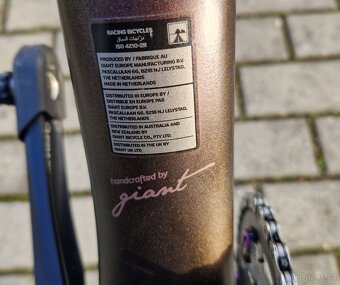 RACING BICYCLES
دراجات السباق
ISO 4210-2R
PRODUCED BY / FABRIQUÉ AU
GIANT EUROPE MANUFACTURING B.V.
PASCALLAAN 66, 8218 NJ LELYSTAD,
THE NETHERLANDS
MADE IN NETHERLANDS
DISTRIBUTED IN EUROPE BY /
DISTRIBUÉ EN EUROPE PAR
GIANT EUROPE B.V.
PASCALLAAN 66, 8218 NJ LELYSTAD,
THE NETHERLANDS
DISTRIBUTED IN AUSTRALIA AND
NEW ZEALAND BY
GIANT BICYCLE CO., PTY LTD.
DISTRIBUTED IN THE UK BY
GIANT UK LTD.
handcrafted by
giant